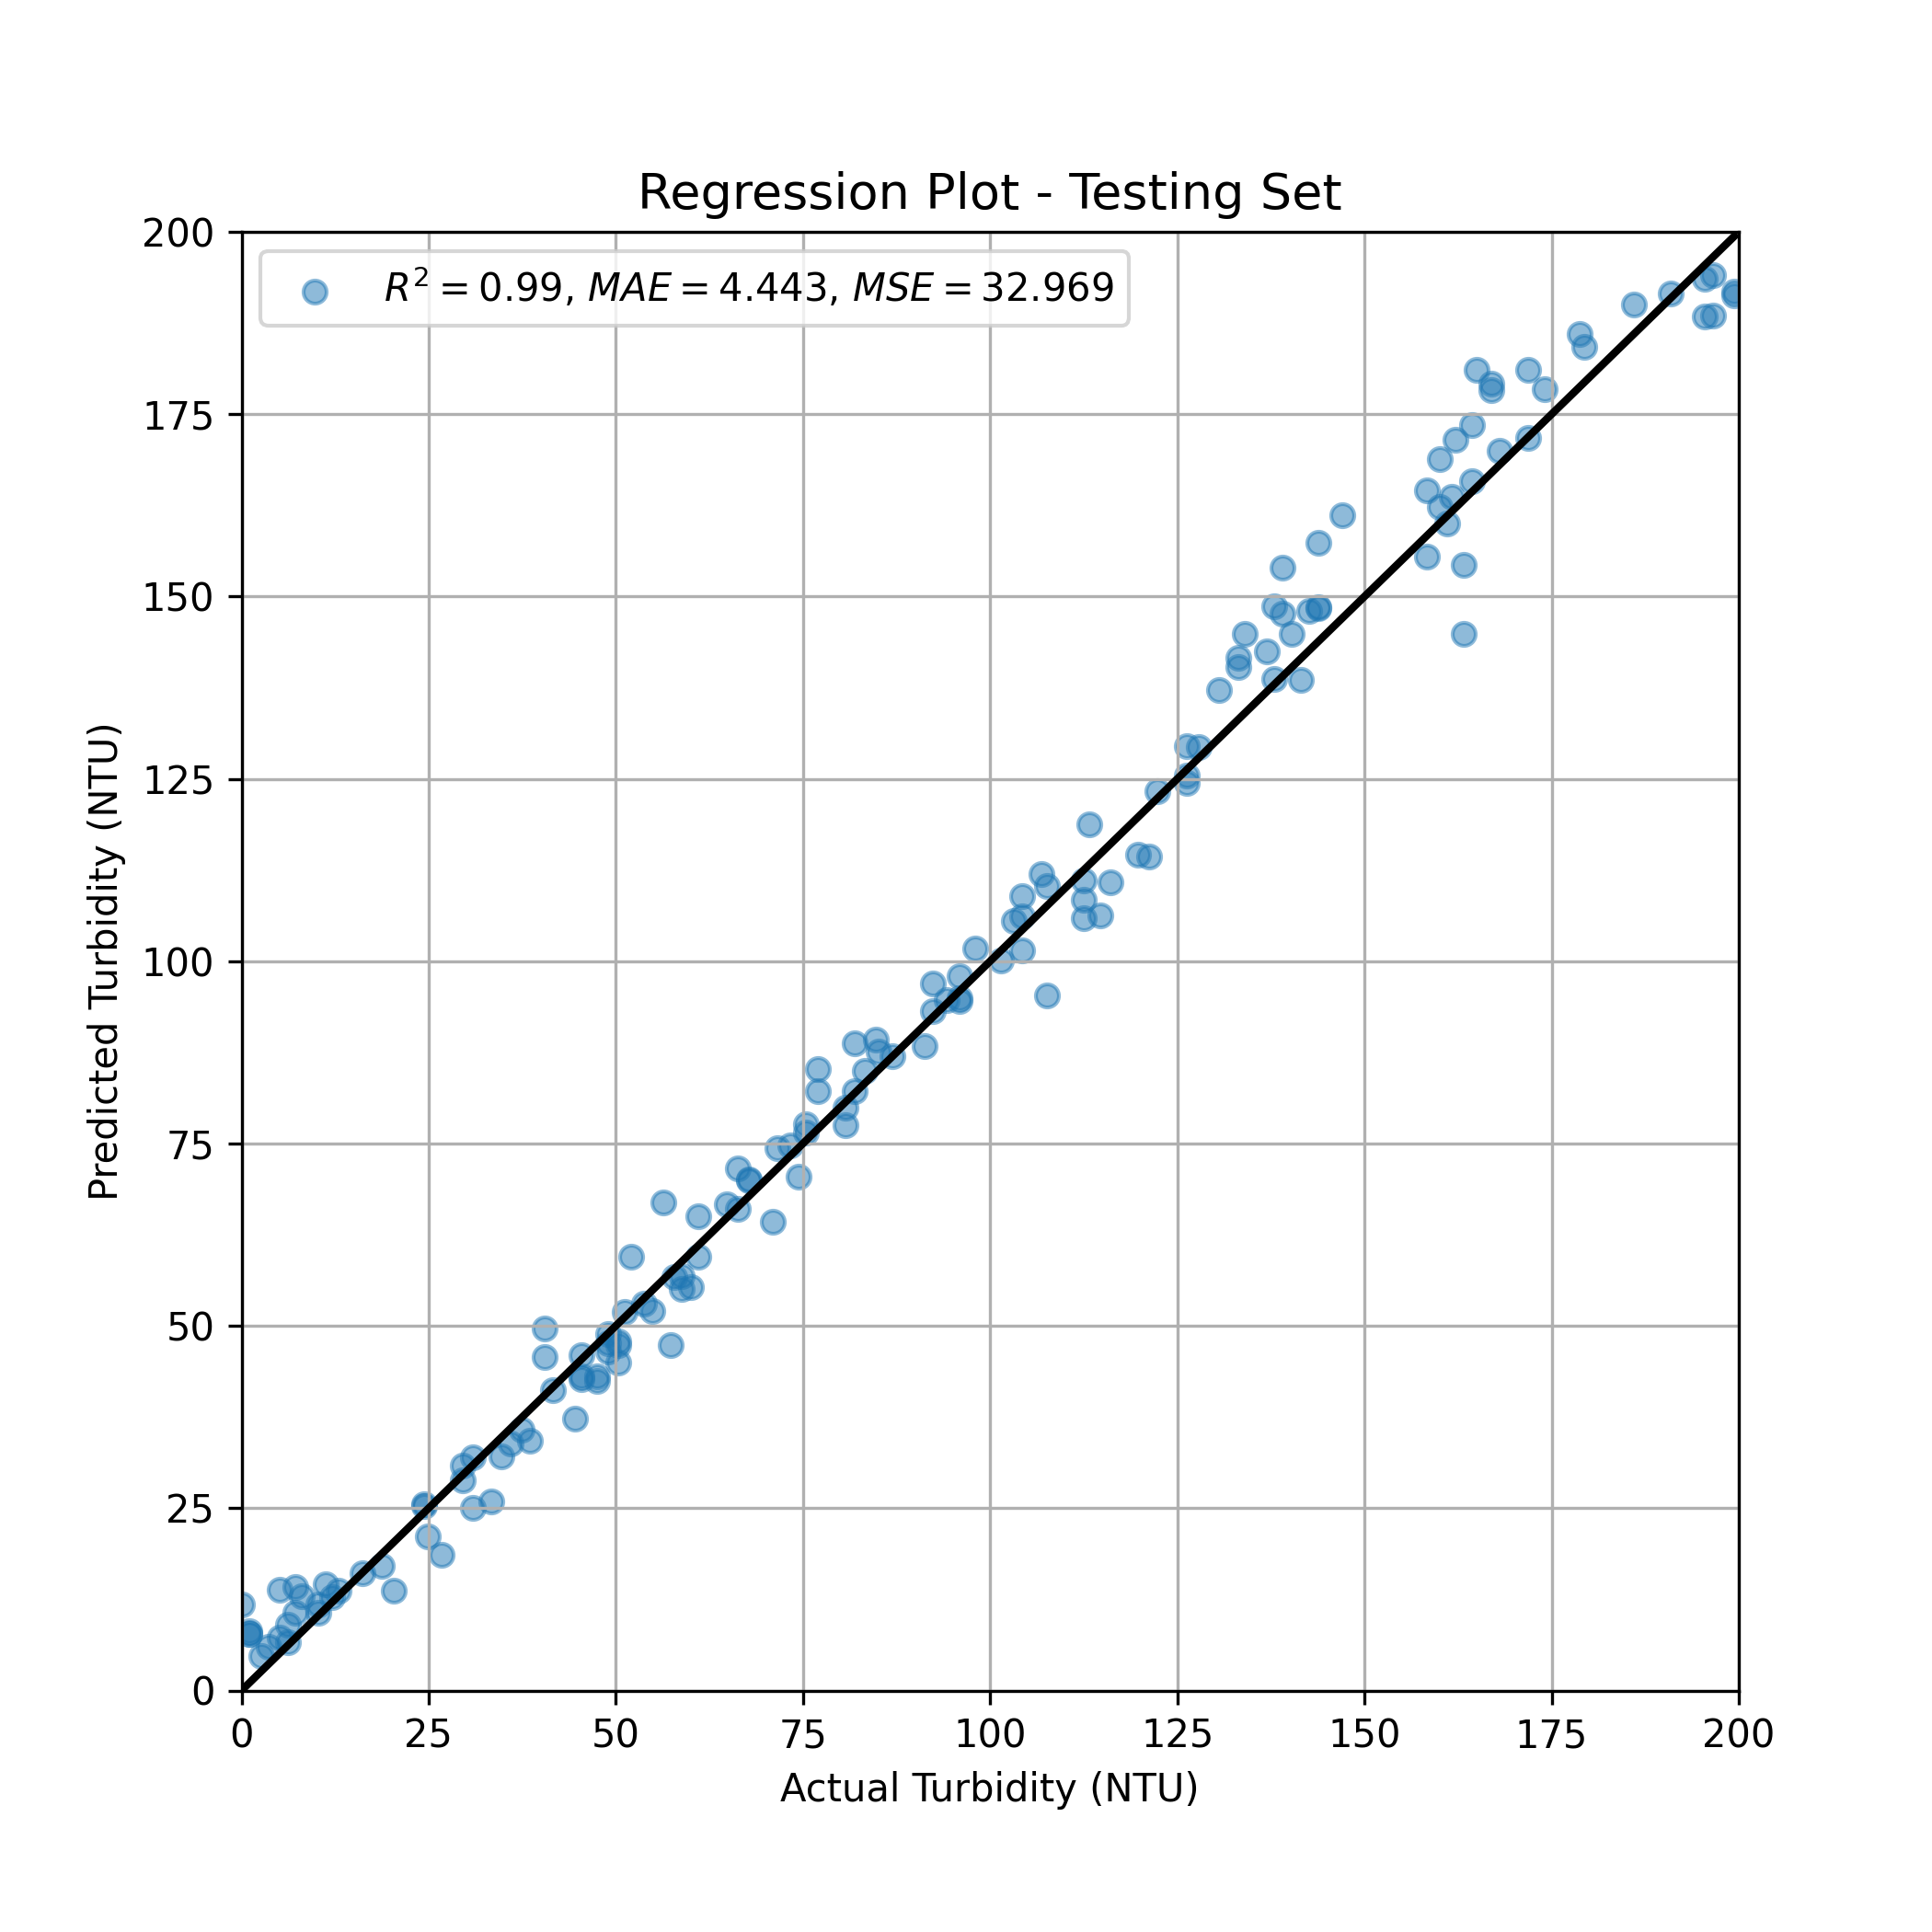 Regression Plot - Testing Set
R² = 0.99, MAE = 4.443, MSE = 32.969
200
175
150
125
100
75
50
25
0
Predicted Turbidity (NTU)
0 25 50 75 100 125 150 175 200
Actual Turbidity (NTU)